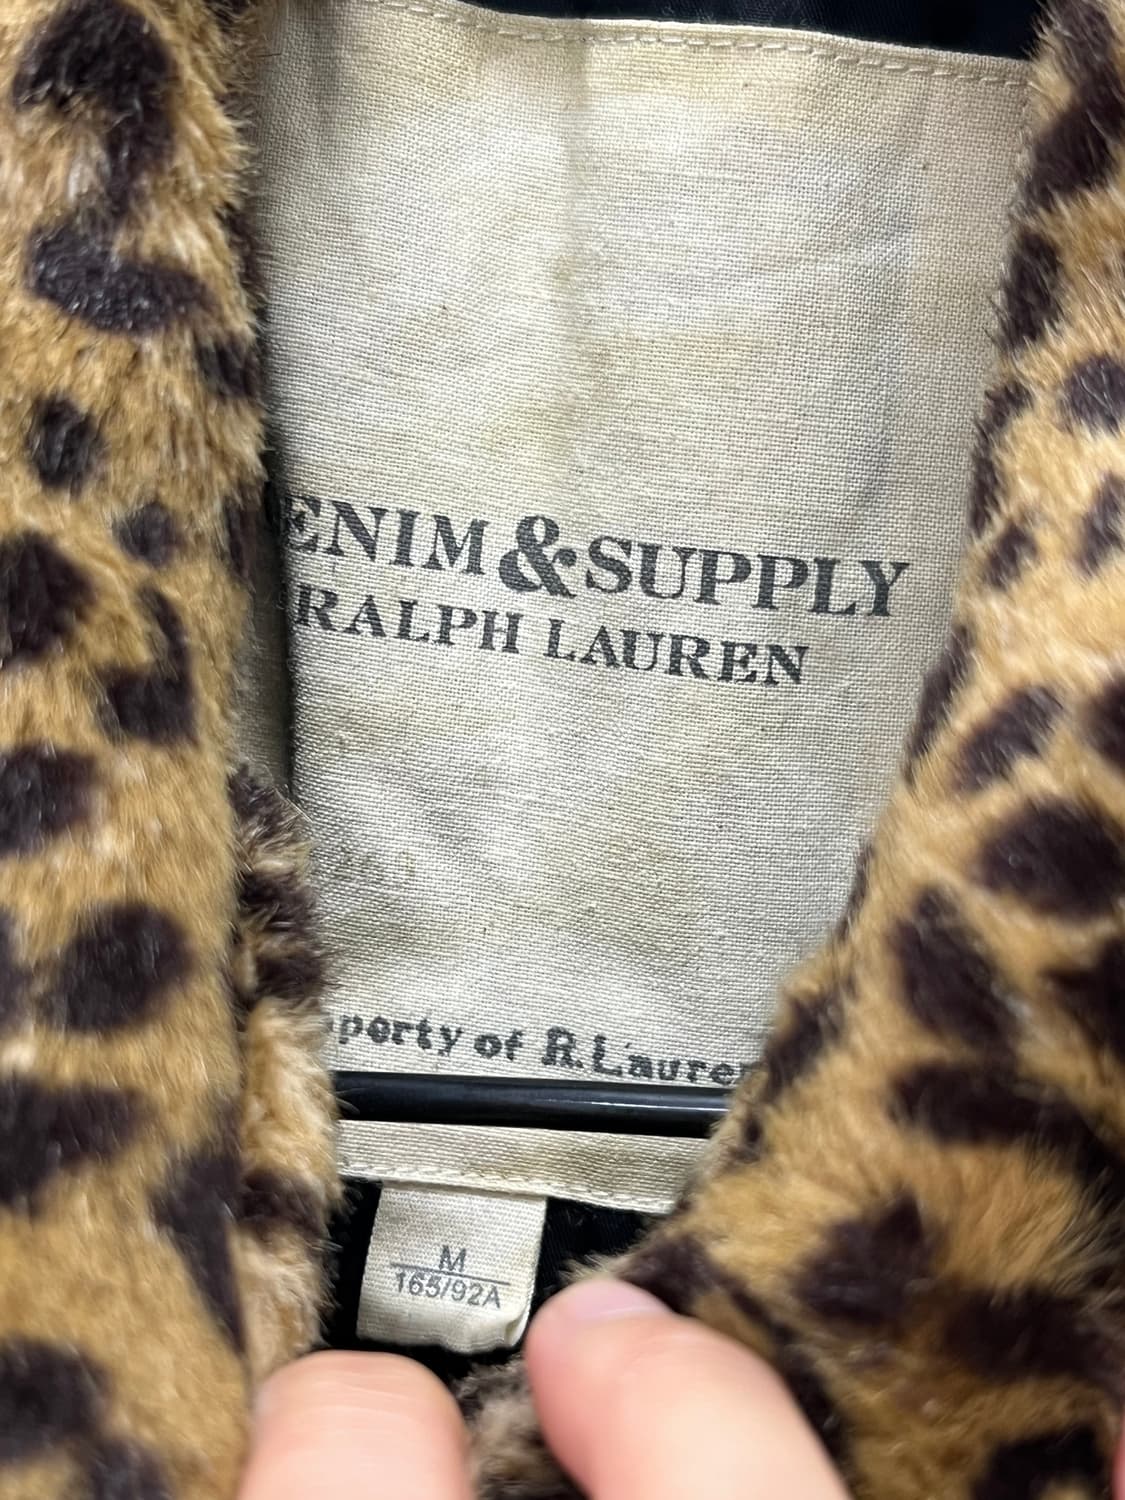 ENIM&SUPPLY
RALPH LAUREN
perty of R.Lauren
M
165/92A